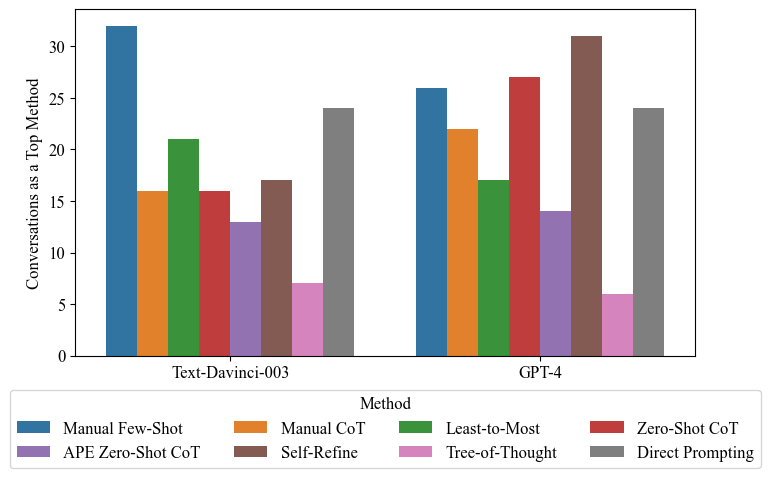 Conversations as a Top Method
30
25
20
15
10
5
0
Text-Davinci-003 GPT-4
Method
Manual Few-Shot Manual CoT Least-to-Most Zero-Shot CoT
APE Zero-Shot CoT Self-Refine Tree-of-Thought Direct Prompting